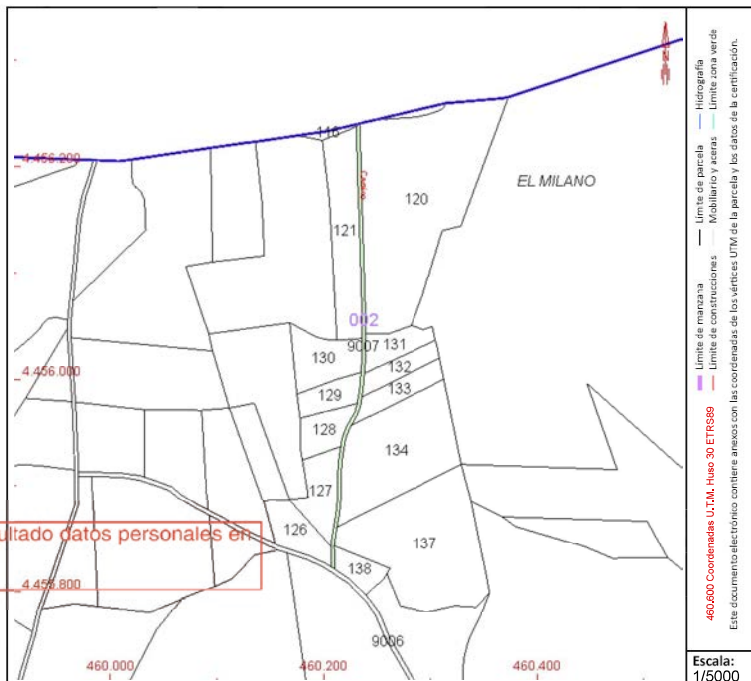 116
4.456.200
Camino
EL MILANO
120
121
002
9007
131
130
132
4.456.000
133
129
128
134
127
126
ultado datos personales en
137
138
4.455.800
9006
460.000
460.200
460.400
460.600 Coordenadas U.T.M. Huso 30 ETRS89
Límite de manzana
Límite de parcela
Hidrografía
Límite de construcciones
Mobiliario y aceras
Límite zona verde
Este documento electrónico contiene anexos con las coordenadas de los vértices UTM de la parcela y los datos de la certificación.
Escala:
1/5000